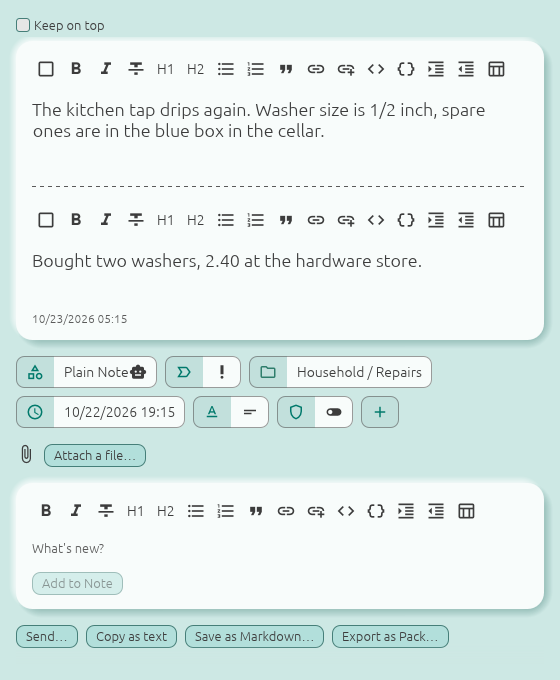 Keep on top
H1 H2
The kitchen tap drips again. Washer size is 1/2 inch, spare
ones are in the blue box in the cellar.
H1 H2
Bought two washers, 2.40 at the hardware store.
10/23/2026 05:15
Plain Note
Household / Repairs
10/22/2026 19:15
Attach a file…
H1 H2
What's new?
Add to Note
Send… Copy as text Save as Markdown… Export as Pack…